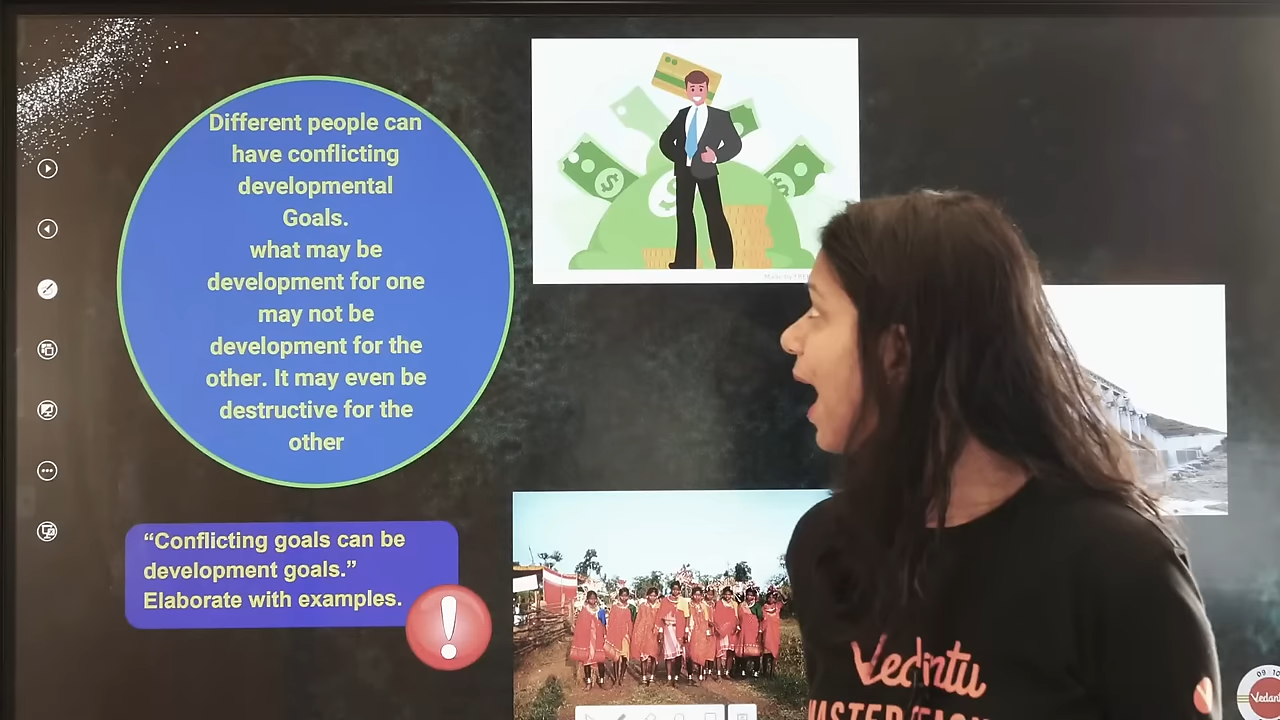 Different people can
have conflicting
developmental
Goals.
what may be
development for one
may not be
development for the
other. It may even be
destructive for the
other
“Conflicting goals can be
development goals.”
Elaborate with examples.
Vedantu